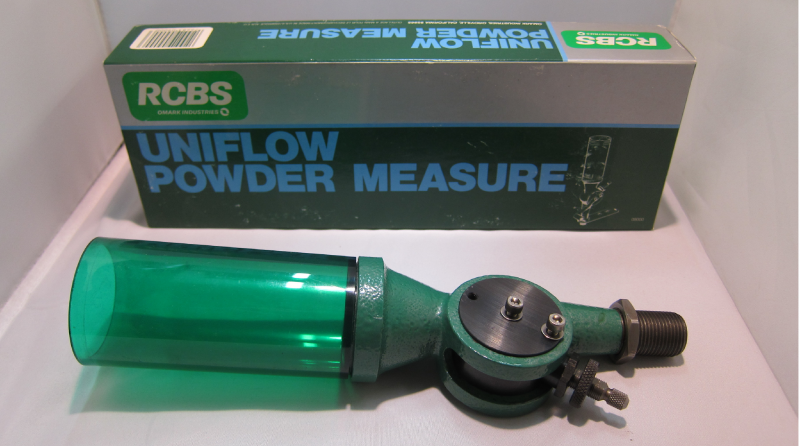 UNIFLOW
POWDER MEASURE
RCBS
RCBS
OMARK INDUSTRIES
UNIFLOW
POWDER MEASURE